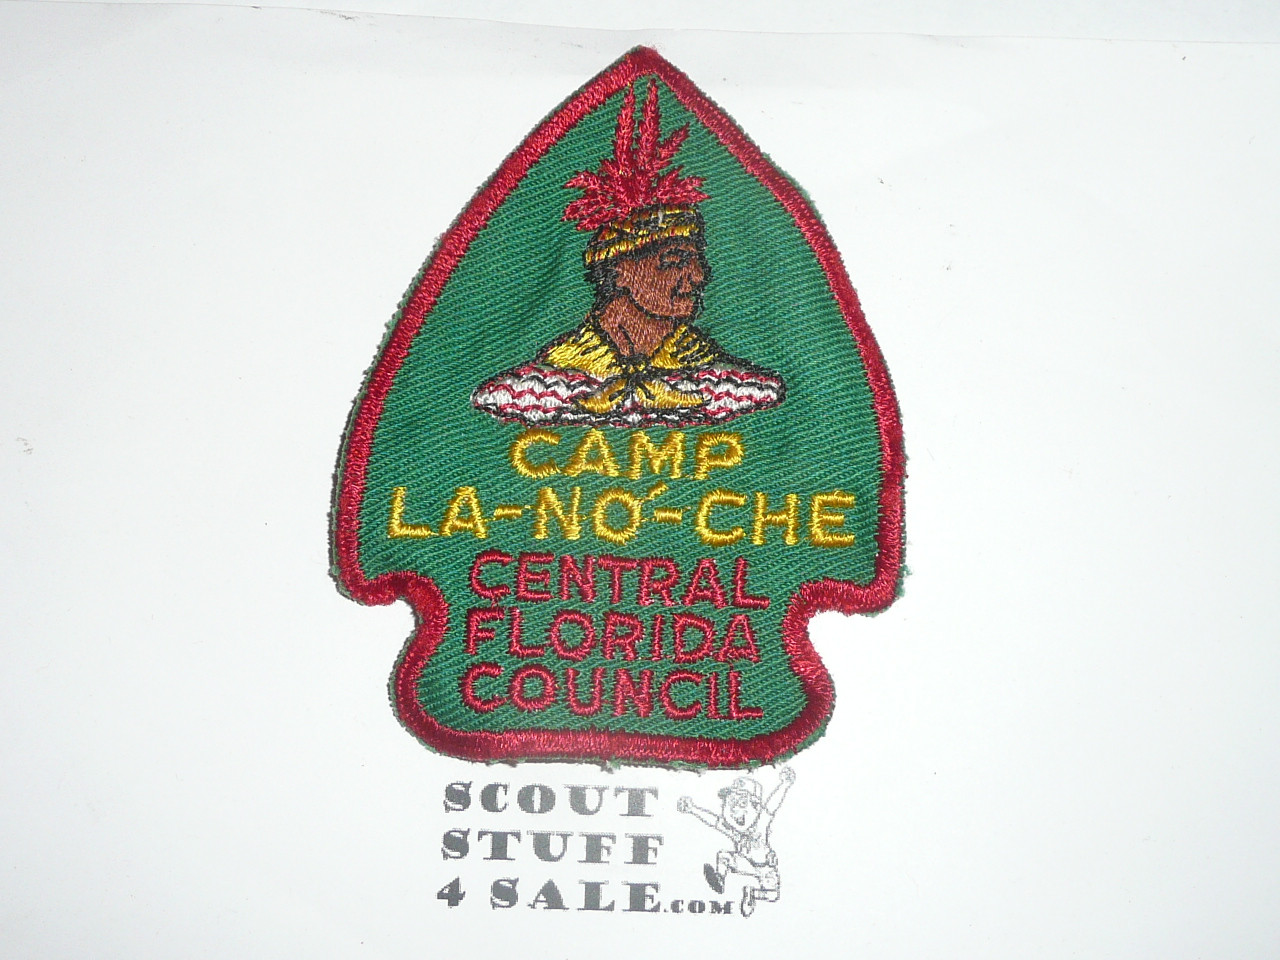 CAMP
LA-NO'-CHE
CENTRAL
FLORIDA
COUNCIL
SCOUT
STUFF
4 SALE.COM